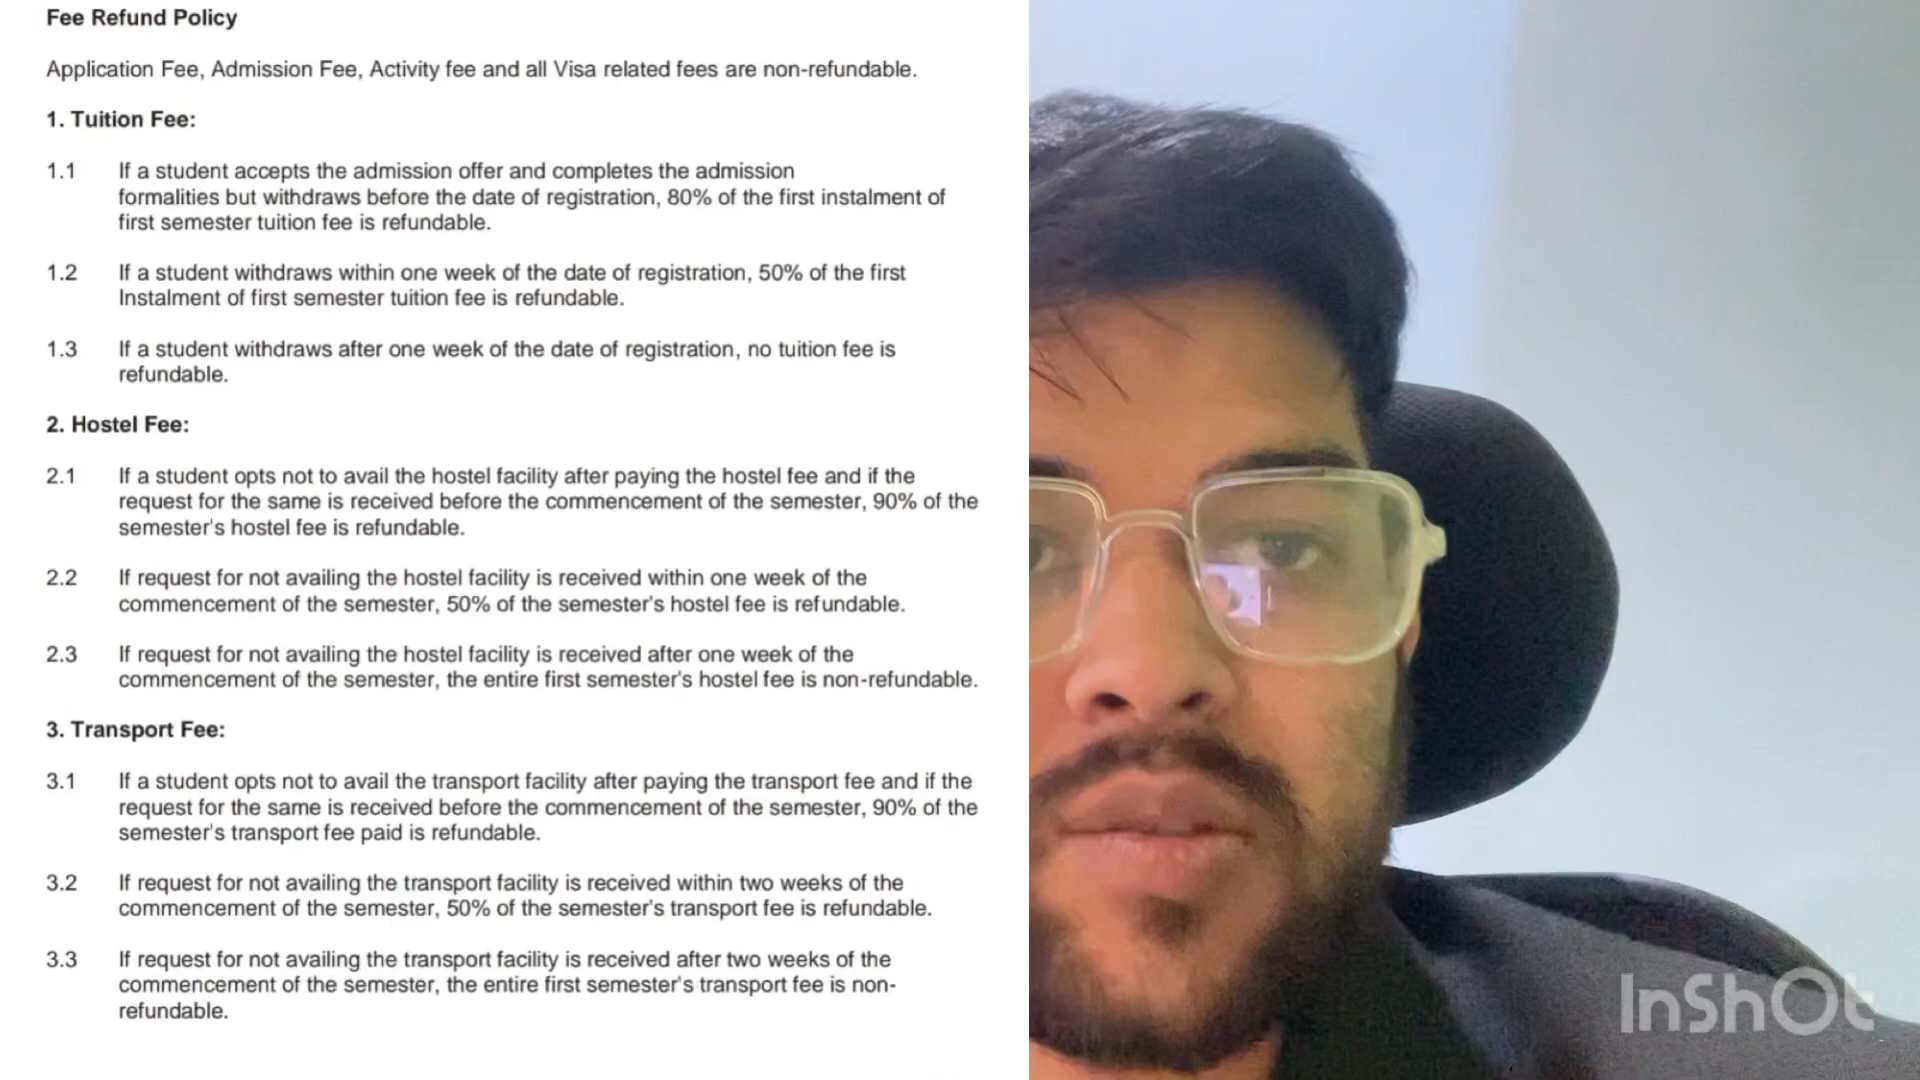 Fee Refund Policy
Application Fee, Admission Fee, Activity fee and all Visa related fees are non-refundable.
1. Tuition Fee:
1.1 If a student accepts the admission offer and completes the admission
formalities but withdraws before the date of registration, 80% of the first instalment of
first semester tuition fee is refundable.
1.2 If a student withdraws within one week of the date of registration, 50% of the first
Instalment of first semester tuition fee is refundable.
1.3 If a student withdraws after one week of the date of registration, no tuition fee is
refundable.
2. Hostel Fee:
2.1 If a student opts not to avail the hostel facility after paying the hostel fee and if the
request for the same is received before the commencement of the semester, 90% of the
semester's hostel fee is refundable.
2.2 If request for not availing the hostel facility is received within one week of the
commencement of the semester, 50% of the semester's hostel fee is refundable.
2.3 If request for not availing the hostel facility is received after one week of the
commencement of the semester, the entire first semester's hostel fee is non-refundable.
3. Transport Fee:
3.1 If a student opts not to avail the transport facility after paying the transport fee and if the
request for the same is received before the commencement of the semester, 90% of the
semester's transport fee paid is refundable.
3.2 If request for not availing the transport facility is received within two weeks of the
commencement of the semester, 50% of the semester's transport fee is refundable.
3.3 If request for not availing the transport facility is received after two weeks of the
commencement of the semester, the entire first semester's transport fee is non-
refundable.
InShOt